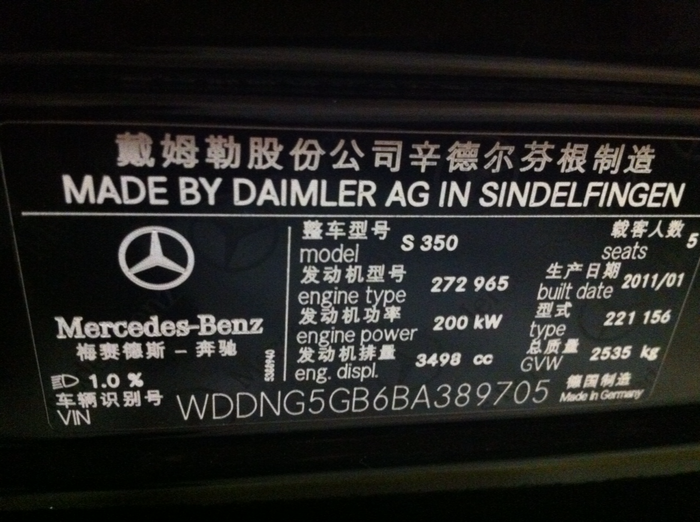 戴姆勒股份公司辛德尔芬根制造
MADE BY DAIMLER AG IN SINDELFINGEN
整车型号 model S 350 载客人数 seats 5
发动机型号 engine type 272 965 生产日期 built date 2011/01
发动机功率 engine power 200 kW 型式 type 221 156
发动机排量 eng. displ. 3498 cc 总质量 GVW 2535 kg
Mercedes-Benz
梅赛德斯－奔驰
1.0 %
车辆识别号 VIN WDDNG5GB6BA389705
德国制造
Made in Germany